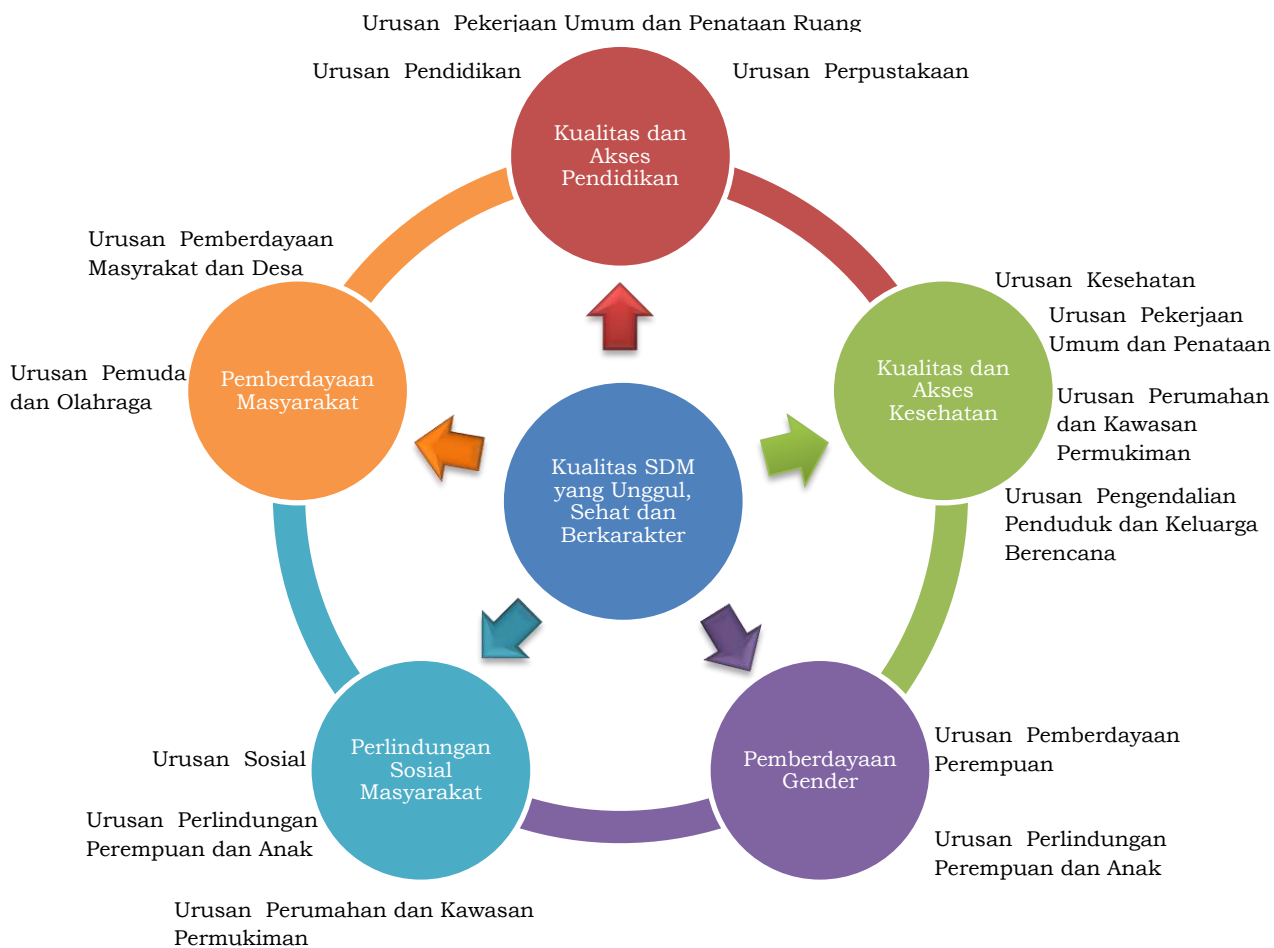 Urusan Pekerjaan Umum dan Penataan Ruang
Urusan Pendidikan
Urusan Perpustakaan
Kualitas dan
Akses
Pendidikan
Urusan Pemberdayaan
Masyrakat dan Desa
Urusan Kesehatan
Urusan Pekerjaan
Umum dan Penataan
Urusan Pemuda
dan Olahraga
Pemberdayaan
Masyarakat
Kualitas dan
Akses
Kesehatan
Urusan Perumahan
dan Kawasan
Permukiman
Kualitas SDM
yang Unggul,
Sehat dan
Berkarakter
Urusan Pengendalian
Penduduk dan Keluarga
Berencana
Urusan Sosial
Perlindungan
Sosial
Masyarakat
Pemberdayaan
Gender
Urusan Pemberdayaan
Perempuan
Urusan Perlindungan
Perempuan dan Anak
Urusan Perlindungan
Perempuan dan Anak
Urusan Perumahan dan Kawasan
Permukiman